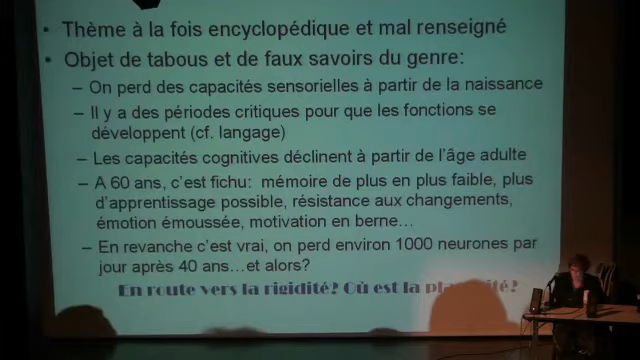 • Thème à la fois encyclopédique et mal renseigné
• Objet de tabous et de faux savoirs du genre:
– On perd des capacités sensorielles à partir de la naissance
– Il y a des périodes critiques pour que les fonctions se
développent (cf. langage)
– Les capacités cognitives déclinent à partir de l'âge adulte
– A 60 ans, c'est fichu: mémoire de plus en plus faible, plus
d'apprentissage possible, résistance aux changements,
émotion émoussée, motivation en berne…
– En revanche c'est vrai, on perd environ 1000 neurones par
jour après 40 ans…et alors?
En route vers la rigidité? Où est la